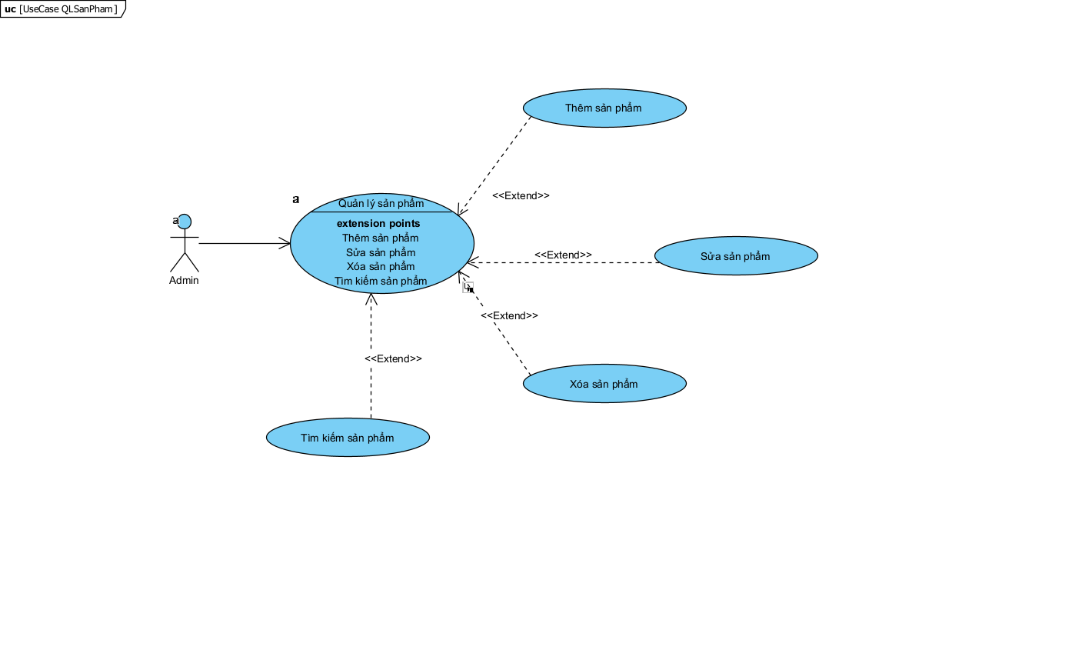 uc [UseCase QLSanPham]
Thêm sản phẩm
<<Extend>>
a
Quản lý sản phẩm
extension points
Thêm sản phẩm
Sửa sản phẩm
Xóa sản phẩm
Tìm kiếm sản phẩm
a
Admin
<<Extend>>
Sửa sản phẩm
<<Extend>>
<<Extend>>
Xóa sản phẩm
Tìm kiếm sản phẩm